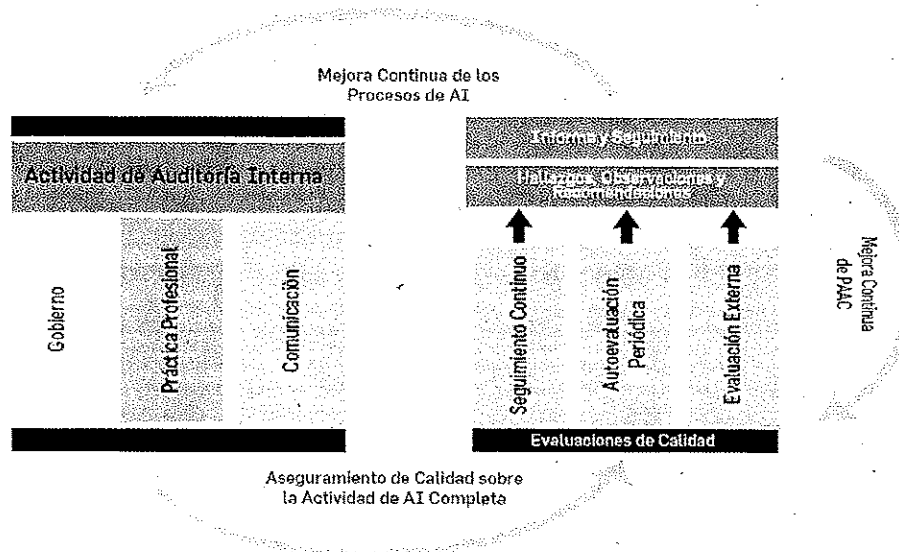 Mejora Continua de los
Procesos de AI
Actividad de Auditoría Interna
Gobierno
Práctica Profesional
Comunicación
Informe y Seguimiento
Hallazgos, Observaciones y
Recomendaciones
Seguimiento Continuo
Autoevaluación
Periódica
Evaluación Externa
Evaluaciones de Calidad
Mejora Continua
de PAAC
Aseguramiento de Calidad sobre
la Actividad de AI Completa